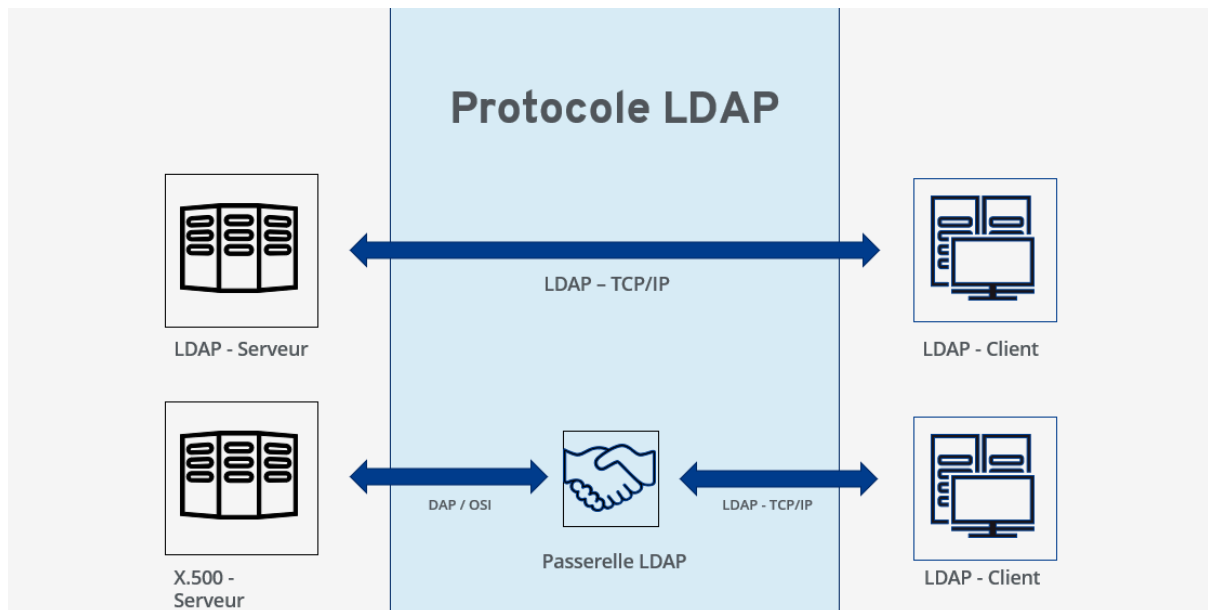 Protocole LDAP
LDAP – TCP/IP
LDAP - Serveur
LDAP - Client
DAP / OSI
LDAP - TCP/IP
Passerelle LDAP
X.500 -
Serveur
LDAP - Client